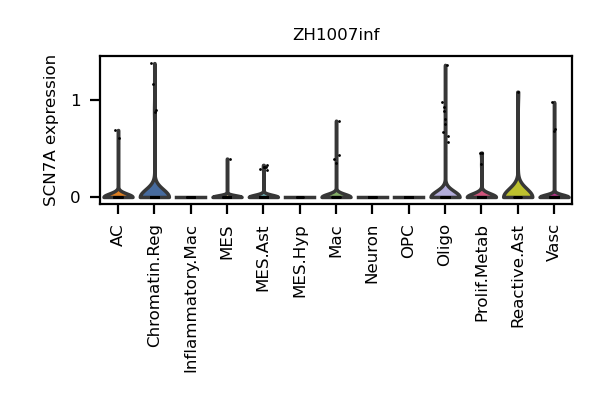 ZH1007inf
SCN7A expression
1
0
AC
Chromatin.Reg
Inflammatory.Mac
MES
MES.Ast
MES.Hyp
Mac
Neuron
OPC
Oligo
Prolif.Metab
Reactive.Ast
Vasc